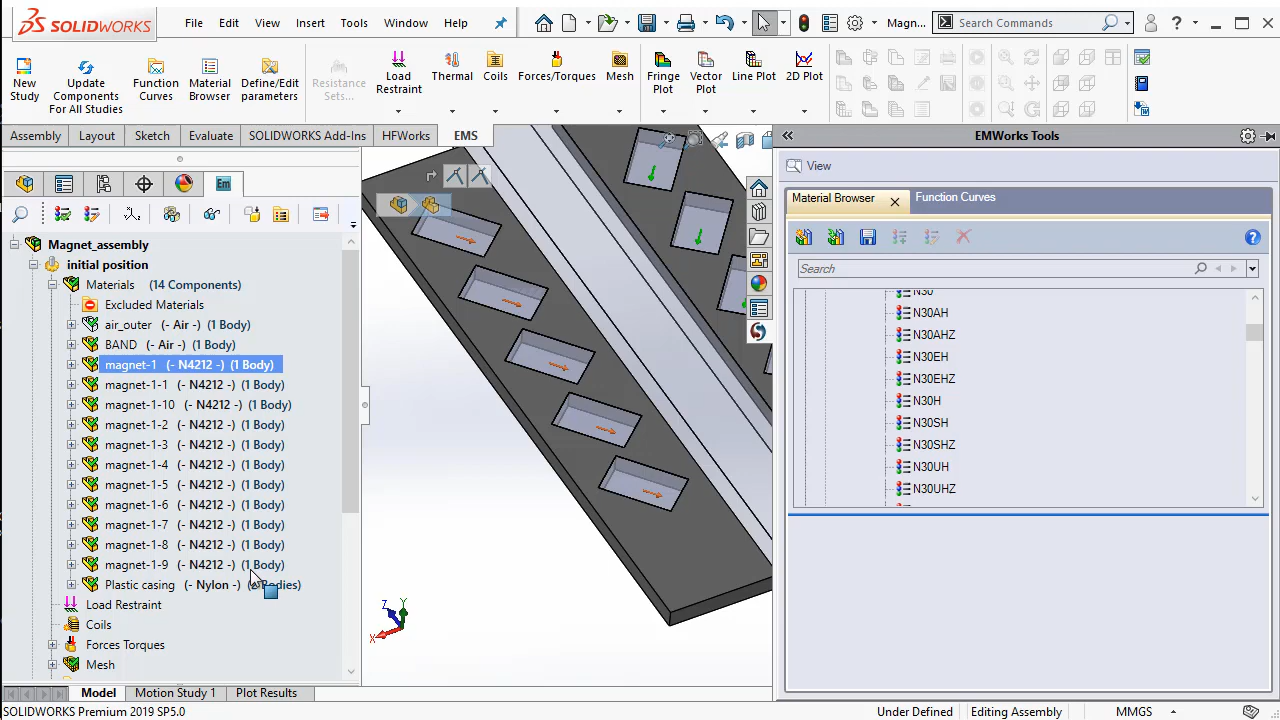 SOLIDWORKS
File Edit View Insert Tools Window Help
Magn...
Search Commands
New Study
Update Components For All Studies
Function Curves
Material Browser
Define/Edit parameters
Resistance Sets...
Load Restraint
Thermal
Coils
Forces/Torques
Mesh
Fringe Plot
Vector Plot
Line Plot
2D Plot
Assembly Layout Sketch Evaluate SOLIDWORKS Add-Ins HFWorks EMS
EMWorks Tools
View
Material Browser
Function Curves
Search
N30
N30AH
N30AHZ
N30EH
N30EHZ
N30H
N30SH
N30SHZ
N30UH
N30UHZ
Em
Magnet_assembly
initial position
Materials (14 Components)
Excluded Materials
air_outer (- Air -) (1 Body)
BAND (- Air -) (1 Body)
magnet-1 (- N4212 -) (1 Body)
magnet-1-1 (- N4212 -) (1 Body)
magnet-1-10 (- N4212 -) (1 Body)
magnet-1-2 (- N4212 -) (1 Body)
magnet-1-3 (- N4212 -) (1 Body)
magnet-1-4 (- N4212 -) (1 Body)
magnet-1-5 (- N4212 -) (1 Body)
magnet-1-6 (- N4212 -) (1 Body)
magnet-1-7 (- N4212 -) (1 Body)
magnet-1-8 (- N4212 -) (1 Body)
magnet-1-9 (- N4212 -) (1 Body)
Plastic casing (- Nylon -)
Load Restraint
Coils
Forces Torques
Mesh
Z Y X
Model Motion Study 1 Plot Results
SOLIDWORKS Premium 2019 SP5.0
Under Defined Editing Assembly MMGS